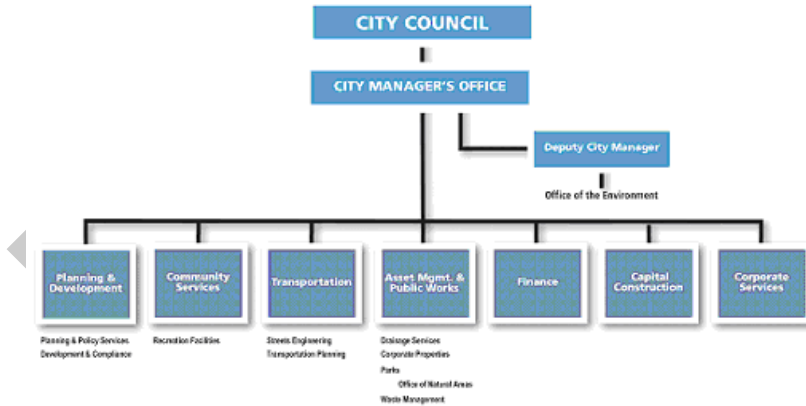 CITY COUNCIL
CITY MANAGER'S OFFICE
Deputy City Manager
Office of the Environment
Planning &
Development
Community
Services
Transportation
Asset Mgmt. &
Public Works
Finance
Capital
Construction
Corporate
Services
Planning & Policy Services
Development & Compliance
Recreation Facilities
Streets Engineering
Transportation Planning
Drainage Services
Corporate Properties
Parks
Office of Natural Areas
Waste Management